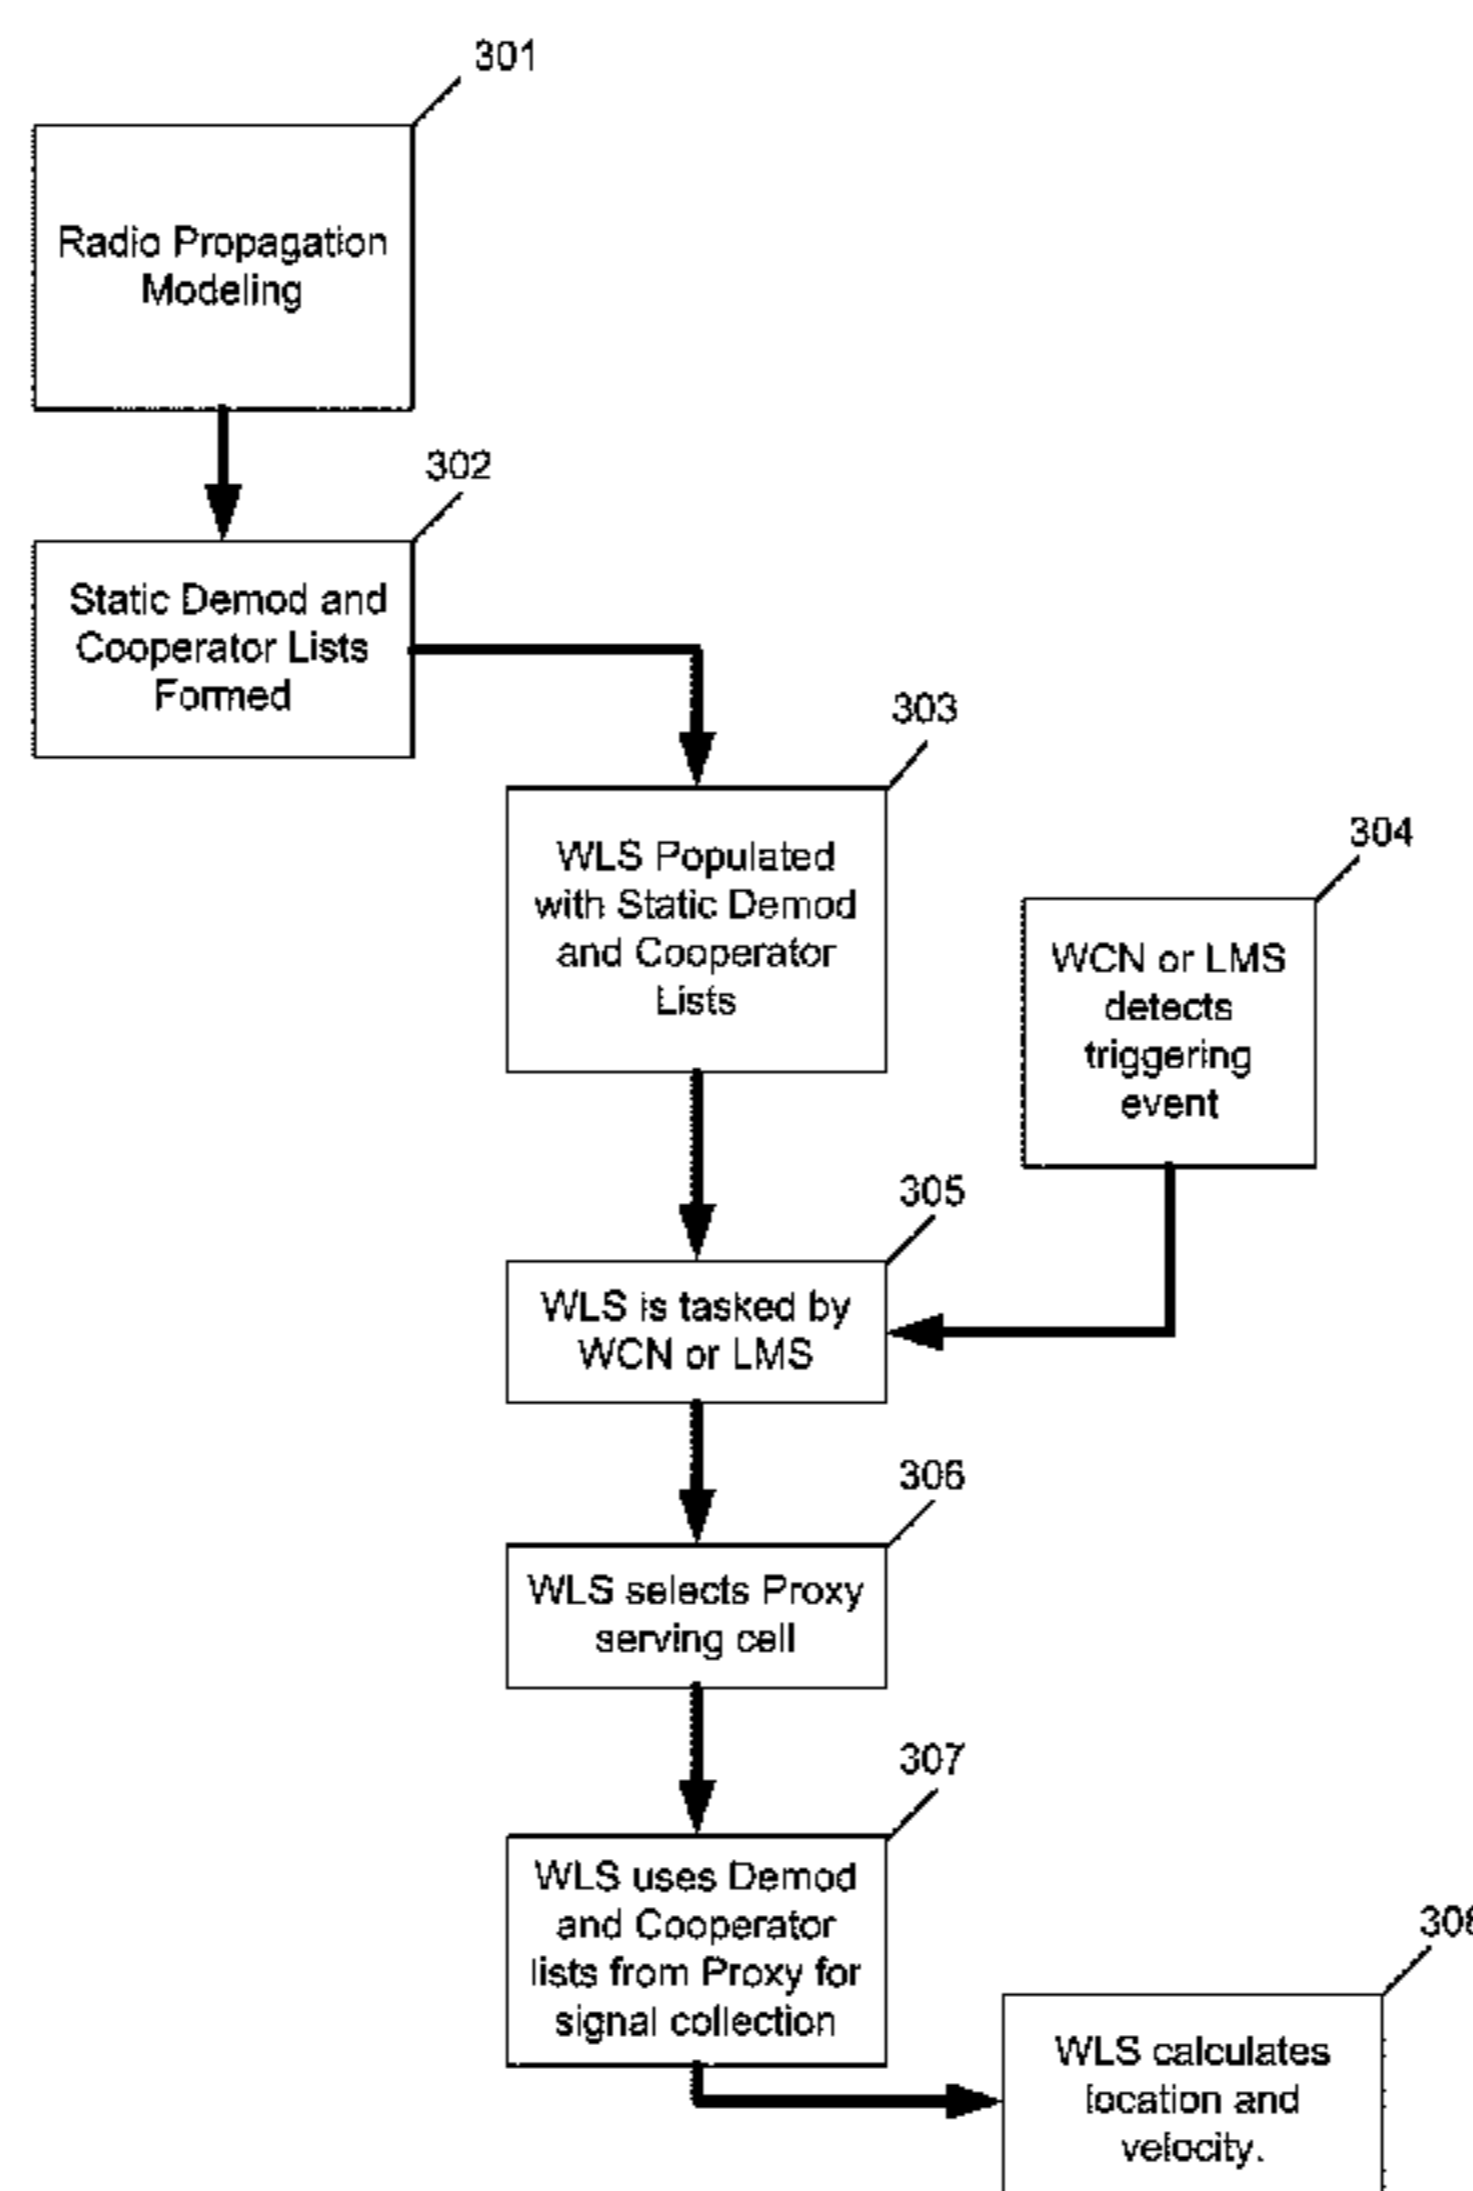 301
Radio Propagation
Modeling
302
Static Demod and
Cooperator Lists
Formed
303
WLS Populated
with Static Demod
and Cooperator
Lists
304
WCN or LMS
detects
triggering
event
305
WLS is tasked by
WCN or LMS
306
WLS selects Proxy
serving cell
307
WLS uses Demod
and Cooperator
lists from Proxy for
signal collection
308
WLS calculates
location and
velocity.